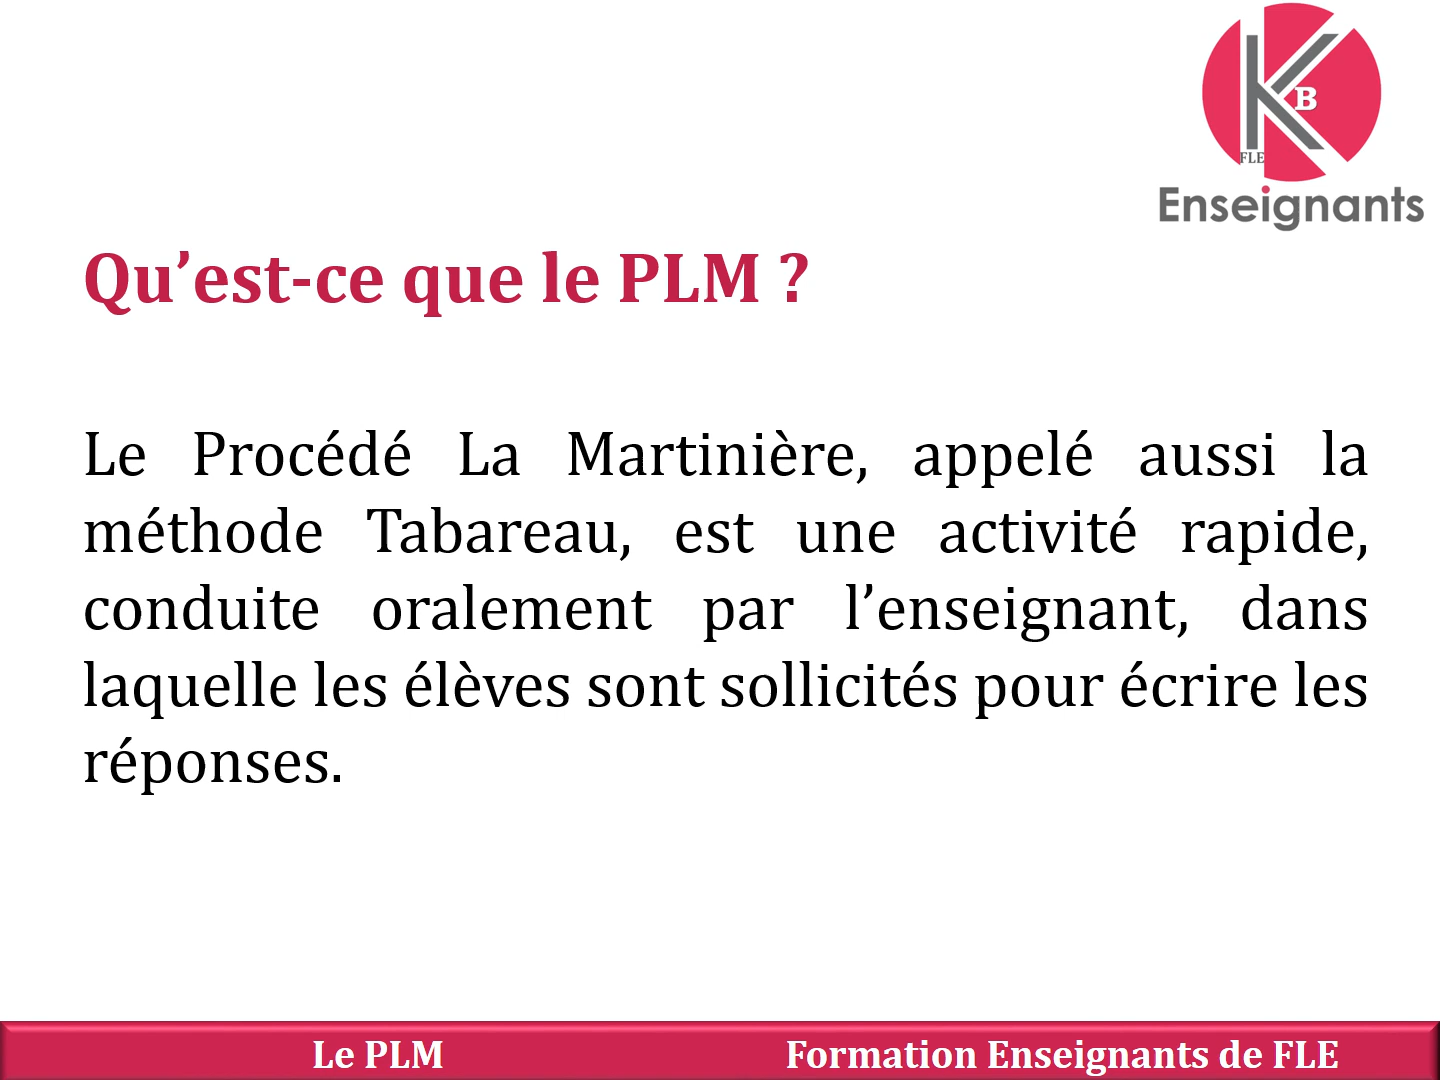 K
B
FLE
Enseignants
Qu’est-ce que le PLM ?
Le Procédé La Martinière, appelé aussi la
méthode Tabareau, est une activité rapide,
conduite oralement par l’enseignant, dans
laquelle les élèves sont sollicités pour écrire les
réponses.
Le PLM
Formation Enseignants de FLE